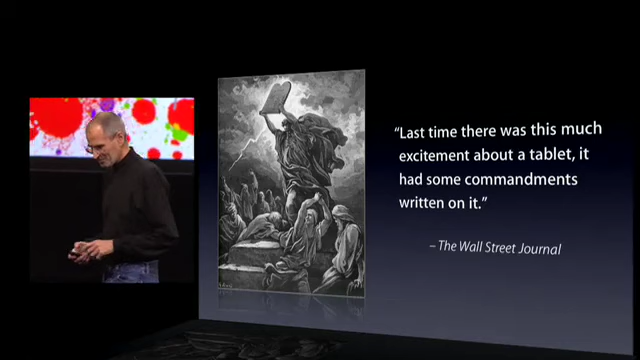 “Last time there was this much
excitement about a tablet, it
had some commandments
written on it.”
– The Wall Street Journal